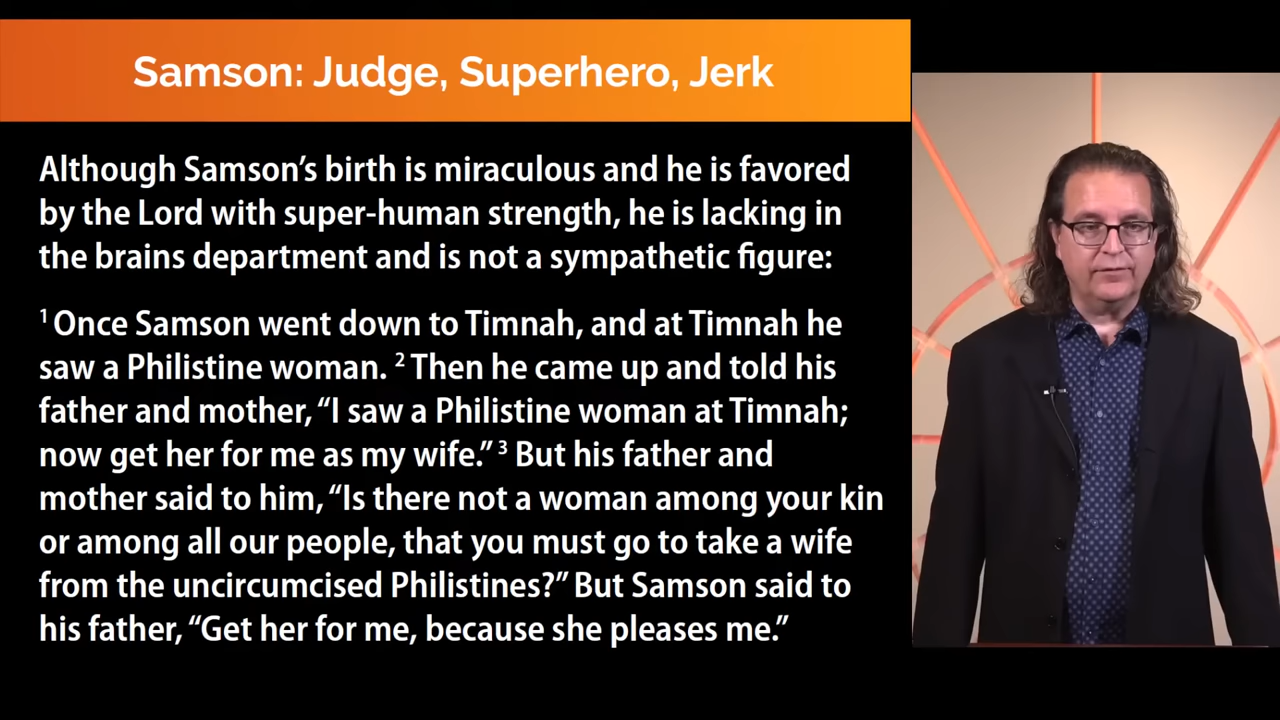 Samson: Judge, Superhero, Jerk
Although Samson’s birth is miraculous and he is favored
by the Lord with super-human strength, he is lacking in
the brains department and is not a sympathetic figure:
¹ Once Samson went down to Timnah, and at Timnah he
saw a Philistine woman. ² Then he came up and told his
father and mother, “I saw a Philistine woman at Timnah;
now get her for me as my wife.” ³ But his father and
mother said to him, “Is there not a woman among your kin
or among all our people, that you must go to take a wife
from the uncircumcised Philistines?” But Samson said to
his father, “Get her for me, because she pleases me.”